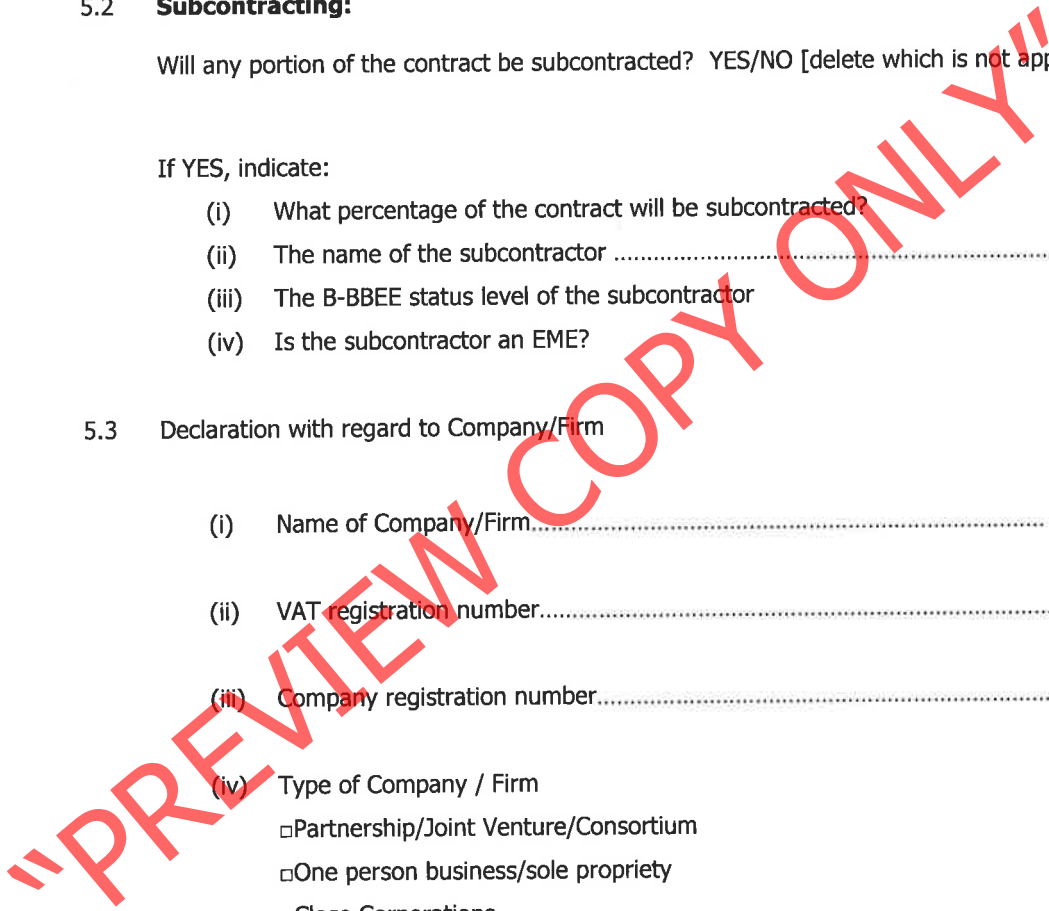 5.2 Subcontracting:
Will any portion of the contract be subcontracted? YES/NO [delete which is not app
If YES, indicate:
(i) What percentage of the contract will be subcontracted?
(ii) The name of the subcontractor ................................................
(iii) The B-BBEE status level of the subcontractor
(iv) Is the subcontractor an EME?
5.3 Declaration with regard to Company/Firm
(i) Name of Company/Firm................................................
(ii) VAT registration number................................................
(iii) Company registration number................................................
(iv) Type of Company / Firm
□Partnership/Joint Venture/Consortium
□One person business/sole propriety
Close Corporations
"PREVIEW COPY ONLY"